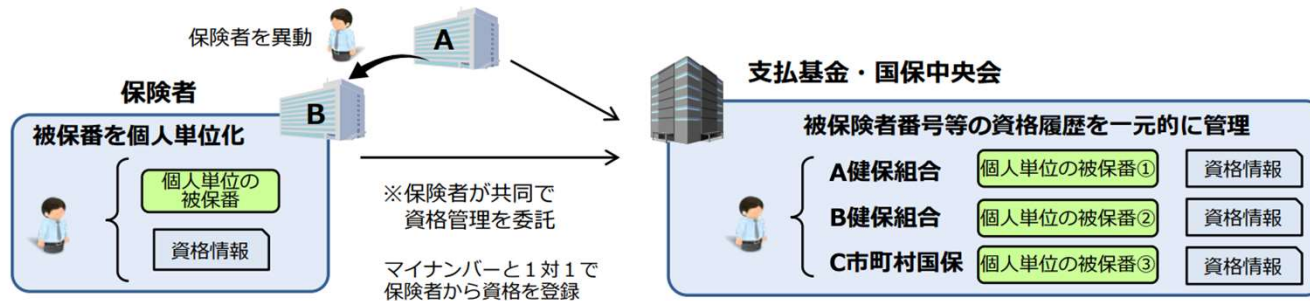 保険者を異動
A
B
保険者
被保番を個人単位化
個人単位の
被保番
資格情報
※保険者が共同で
資格管理を委託
マイナンバーと１対１で
保険者から資格を登録
支払基金・国保中央会
被保険者番号等の資格履歴を一元的に管理
A健保組合 個人単位の被保番① 資格情報
B健保組合 個人単位の被保番② 資格情報
C市町村国保 個人単位の被保番③ 資格情報